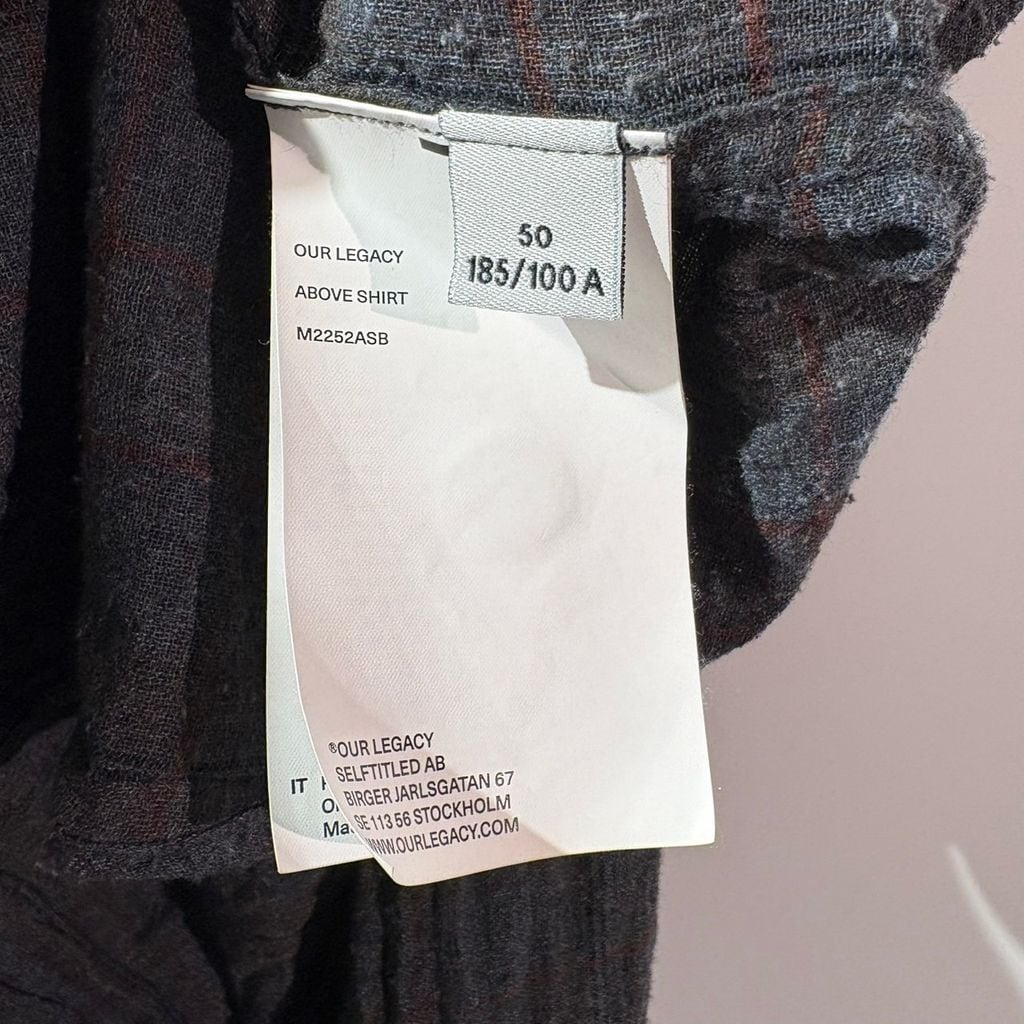 50
185/100 A
OUR LEGACY
ABOVE SHIRT
M2252ASB
®OUR LEGACY
SELFTITLED AB
BIRGER JARLSGATAN 67
SE 113 56 STOCKHOLM
WWW.OURLEGACY.COM
IT